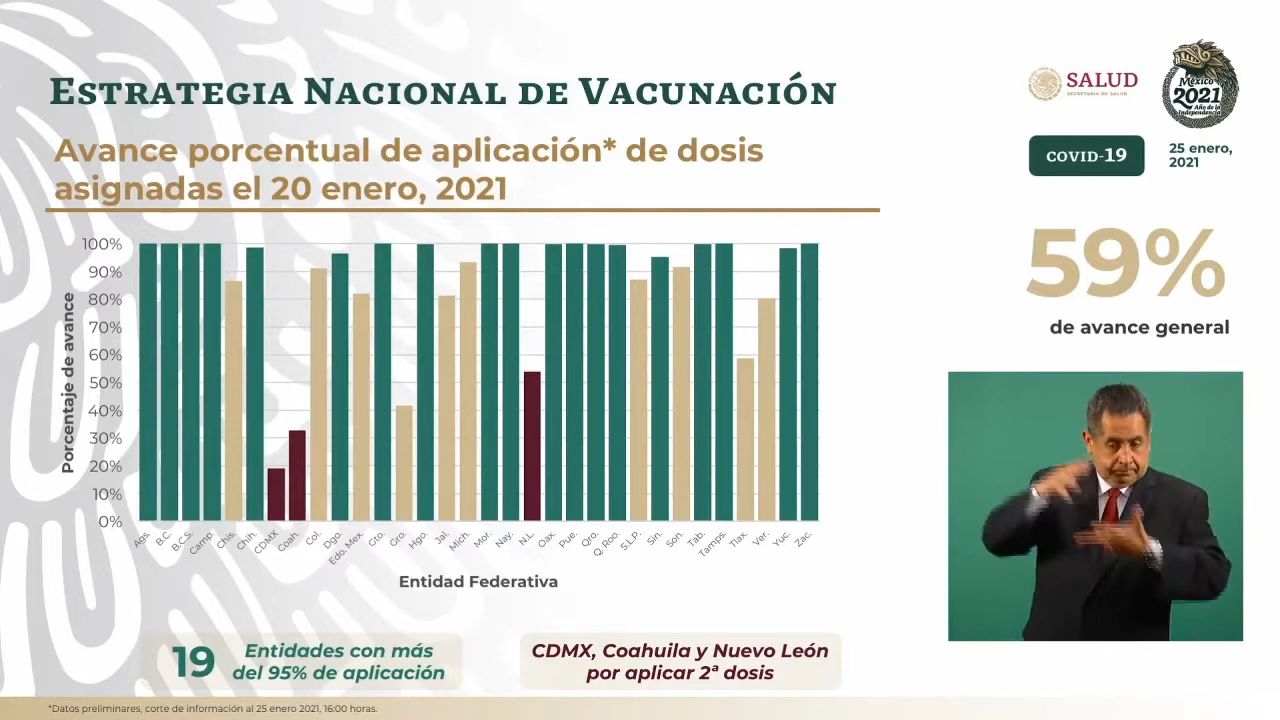 Estrategia Nacional de Vacunación
SALUD
SECRETARÍA DE SALUD
México
2021
Año de la
Independencia
Avance porcentual de aplicación* de dosis
asignadas el 20 enero, 2021
COVID-19
25 enero,
2021
59%
de avance general
Porcentaje de avance
100%
90%
80%
70%
60%
50%
40%
30%
20%
10%
0%
Ags.
B.C.
B.C.S.
Camp.
Chis.
Chih.
CDMX
Coah.
Col.
Dgo.
Edo. Mex.
Gto.
Gro.
Hgo.
Jal.
Mich.
Mor.
Nay.
N.L.
Oax.
Pue.
Qro.
Q. Roo.
S.L.P.
Sin.
Son.
Tab.
Tamps.
Tlax.
Ver.
Yuc.
Zac.
Entidad Federativa
19
Entidades con más
del 95% de aplicación
CDMX, Coahuila y Nuevo León
por aplicar 2ª dosis
*Datos preliminares, corte de información al 25 enero 2021, 16:00 horas.